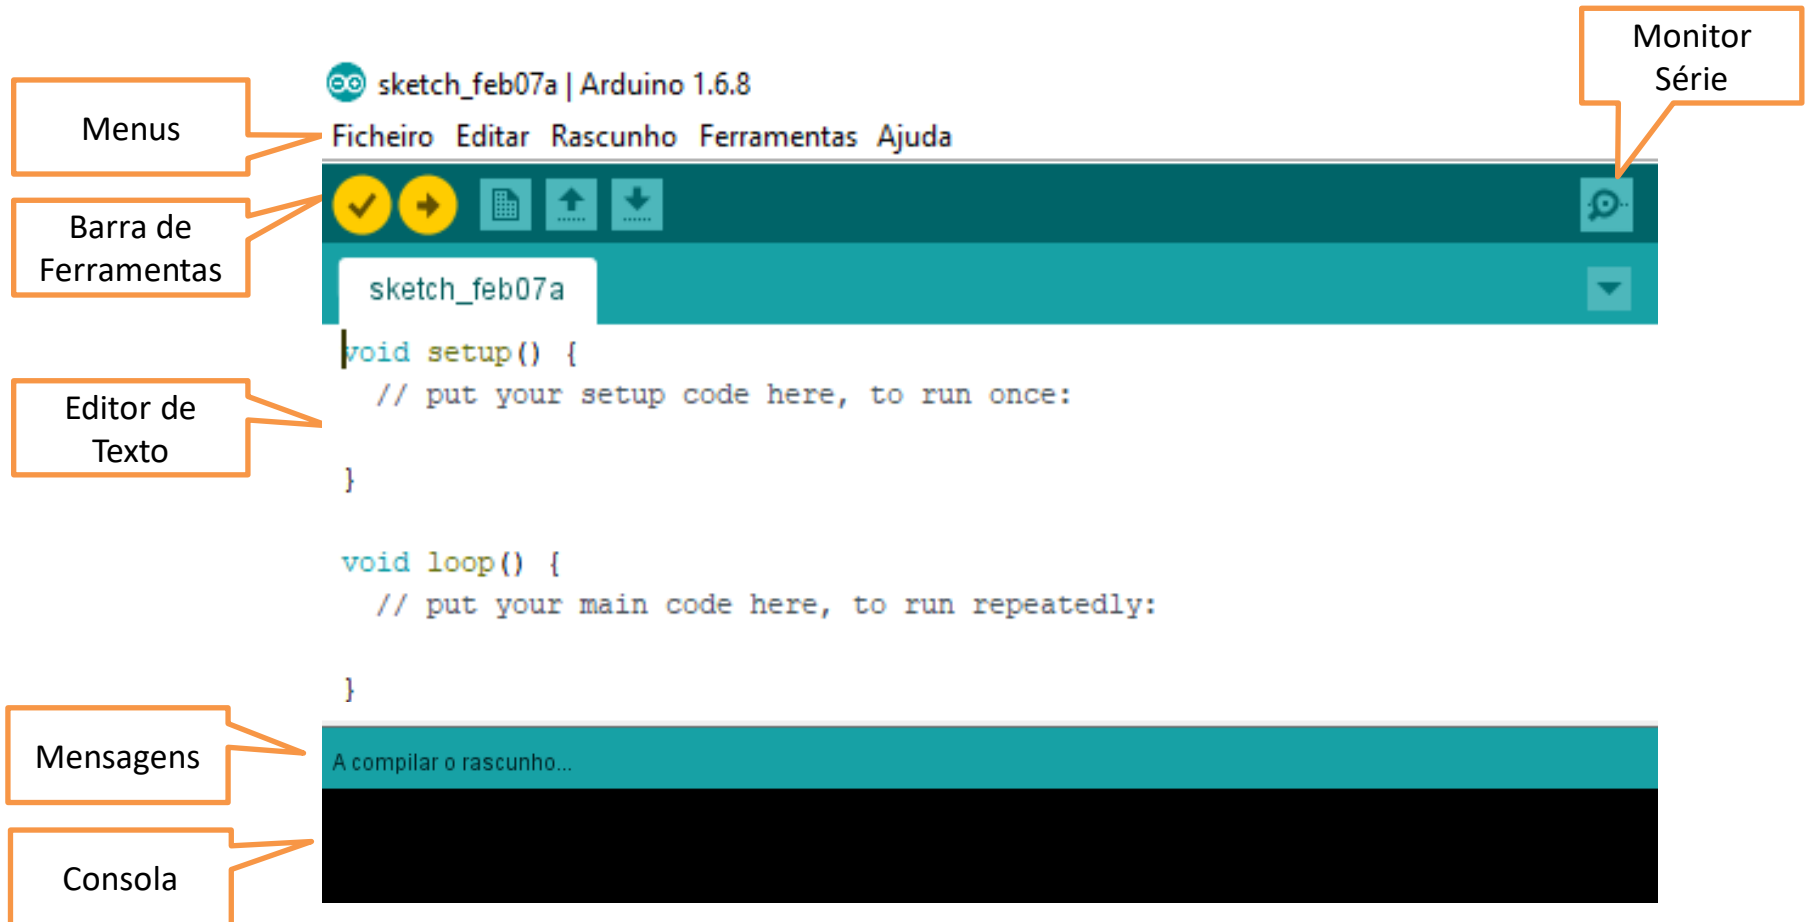 Monitor
Série
sketch_feb07a | Arduino 1.6.8
Menus
Ficheiro Editar Rascunho Ferramentas Ajuda
Barra de
Ferramentas
sketch_feb07a
void setup() {
// put your setup code here, to run once:
Editor de
Texto
}
void loop() {
// put your main code here, to run repeatedly:
}
Mensagens
A compilar o rascunho...
Consola